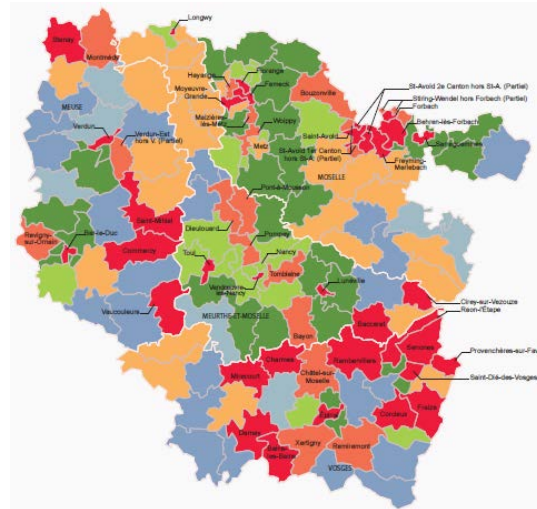 Longwy
Stenay
Montmédy
Hayange
Florange
Moyeuvre-
Grande
Fameck
Bouzonville
St-Avold 2e Canton hors St-A. (Partiel)
Stiring-Wendel hors Forbach (Partiel)
Forbach
MEUSE
Maizières-
lès-Metz
Woippy
Behren-lès-Forbach
Verdun
Saint-Avold
Sarreguemines
Verdun-Est
hors V. (Partiel)
Metz
St-Avold 1er Canton
hors St-A. (Partiel)
Freyming-
Merlebach
MOSELLE
Pont-à-Mousson
Saint-Mihiel
Revigny-
sur-Ornain
Bar-le-Duc
Dieulouard
Pompey
Commercy
Toul
Nancy
Vandœuvre-
lès-Nancy
Tomblaine
Lunéville
Vaucouleurs
MEURTHE-ET-MOSELLE
Cirey-sur-Vezouze
Raon-l'Étape
Bayon
Baccarat
Charmes
Rambervillers
Senones
Provenchères-sur-Fav
Mirecourt
Châtel-sur-
Moselle
Saint-Dié-des-Vosges
Epinal
Corcieux
Fraize
Darney
Bains-
les-Bains
Xertigny
Remiremont
VOSGES